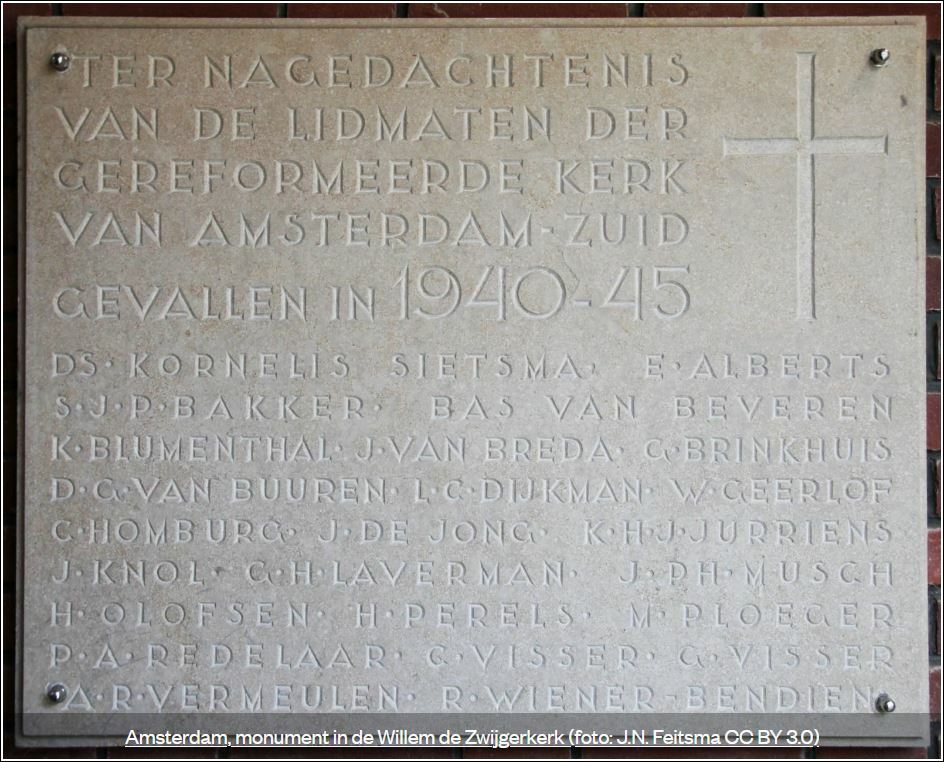 TER NAGEDACHTENIS
VAN DE LIDMATEN DER
GEREFORMEERDE KERK
VAN AMSTERDAM-ZUID
GEVALLEN IN 1940-45
DS·KORNELIS SIETSMA· E·ALBERTS
S·J·P·BAKKER· BAS VAN BEVEREN
K·BLUMENTHAL·J·VAN BREDA·G·BRINKHUIS
D·G·VAN BUUREN·L·C·DIJKMAN·W·GEERLOF
C·HOMBURG·J·DE JONG·K·H·J·JURRIENS
J·KNOL·G·H·LAVERMAN·J·PH·MUSCH
H·OLOFSEN·H·PERELS·M·PLOEGER
P·A·REDELAAR·C·VISSER·G·VISSER
A·R·VERMEULEN·R·WIENER-BENDIEN
Amsterdam, monument in de Willem de Zwijgerkerk (foto: J.N. Feitsma CC BY 3.0)